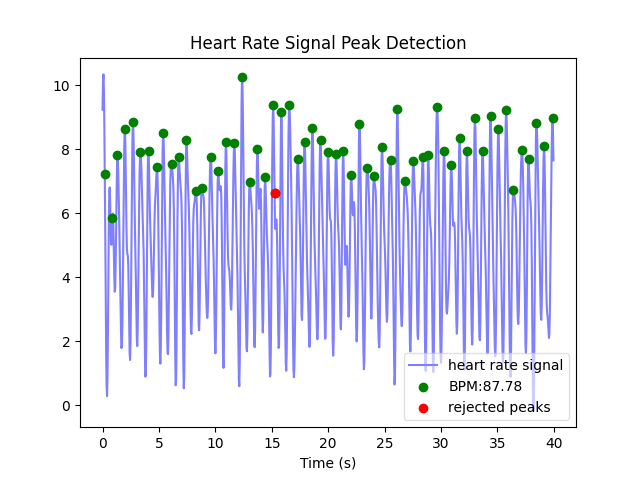 Heart Rate Signal Peak Detection
10
8
6
4
2
0
heart rate signal
BPM:87.78
rejected peaks
0 5 10 15 20 25 30 35 40
Time (s)